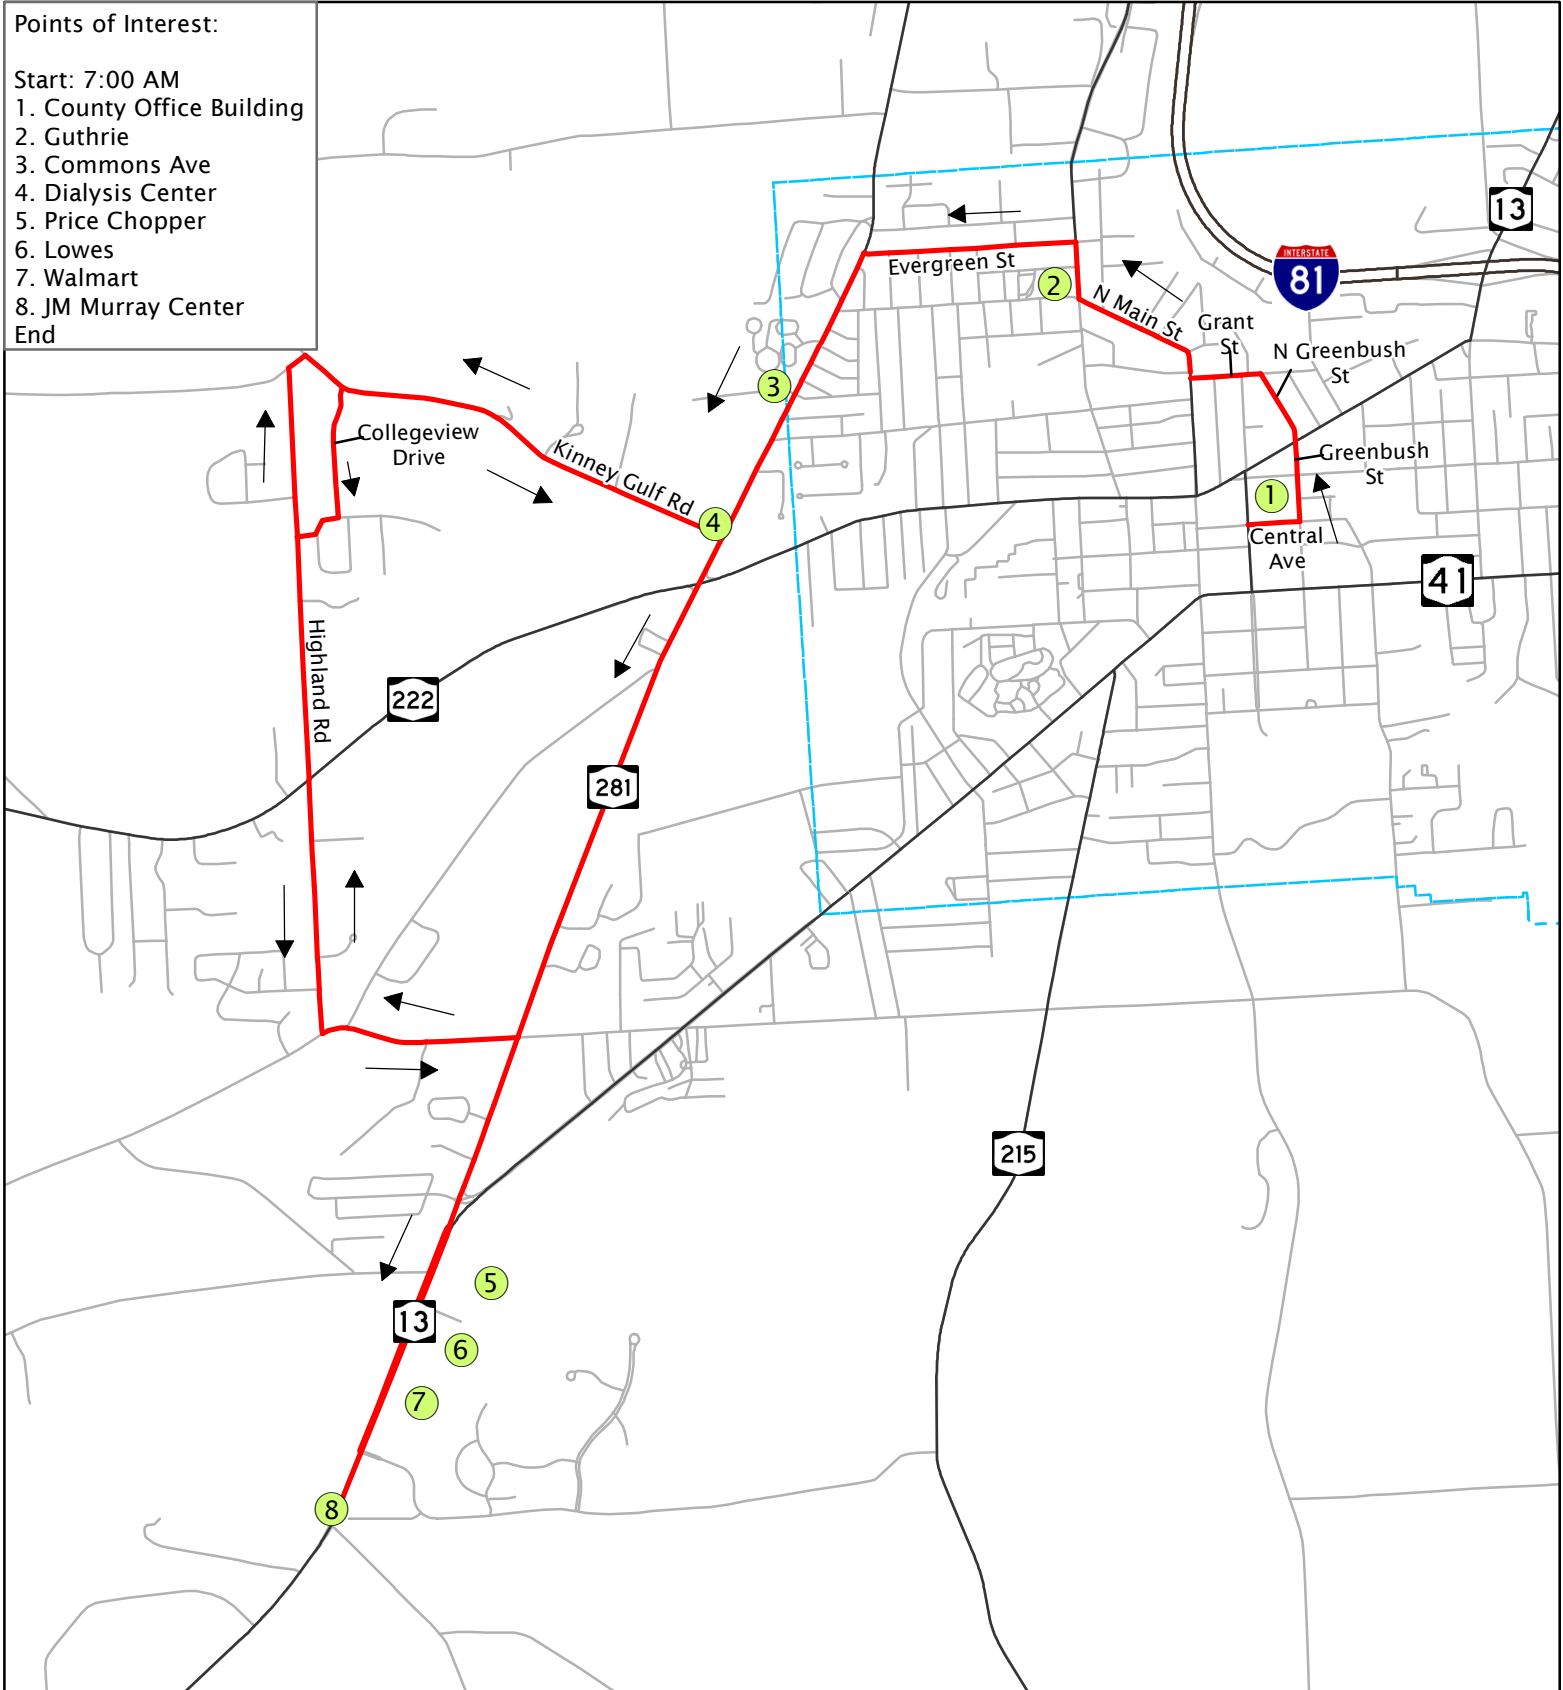 Points of Interest:
Start: 7:00 AM
1. County Office Building
2. Guthrie
3. Commons Ave
4. Dialysis Center
5. Price Chopper
6. Lowes
7. Walmart
8. JM Murray Center
End
13
INTERSTATE
81
Evergreen St
2
N Main St
Grant
St
N Greenbush
St
3
Collegeview
Drive
Kinney Gulf Rd
4
Greenbush
St
1
Central
Ave
41
Highland Rd
222
281
215
5
13
6
7
8